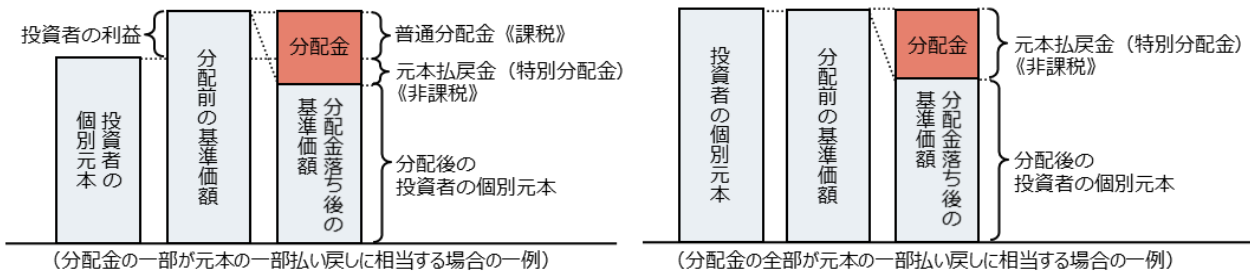 投資者の利益
投資者の
個別元本
分配前の基準価額
分配金
分配金落ち後の
基準価額
普通分配金《課税》
元本払戻金（特別分配金）
《非課税》
分配後の
投資者の個別元本
（分配金の一部が元本の一部払い戻しに相当する場合の一例）
投資者の個別元本
分配前の基準価額
分配金
分配金落ち後の
基準価額
元本払戻金（特別分配金）
《非課税》
分配後の
投資者の個別元本
（分配金の全部が元本の一部払い戻しに相当する場合の一例）